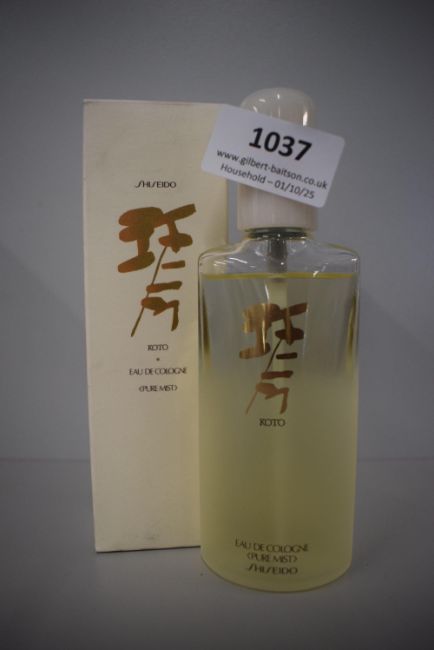 SHISEIDO
琴
KOTO
EAU DE COLOGNE
<PURE MIST>
1037
www.gilbert-baitson.co.uk
Household – 01/10/25
琴
KOTO
EAU DE COLOGNE
<PURE MIST>
SHISEIDO